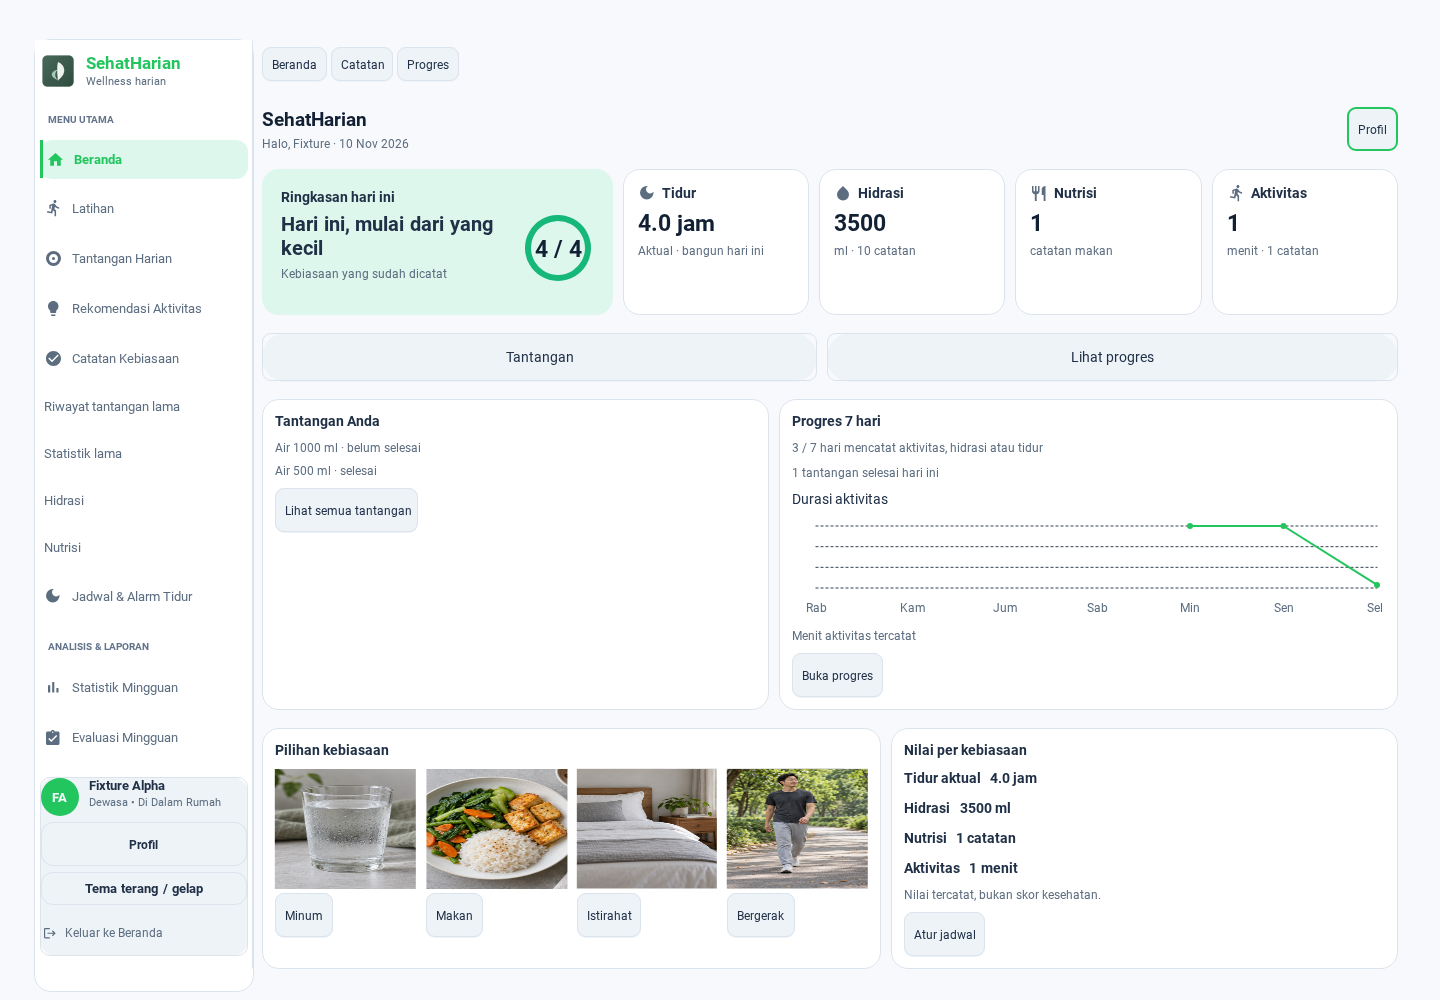 SehatHarian
Wellness harian
MENU UTAMA
Beranda
Latihan
Tantangan Harian
Rekomendasi Aktivitas
Catatan Kebiasaan
Riwayat tantangan lama
Statistik lama
Hidrasi
Nutrisi
Jadwal & Alarm Tidur
ANALISIS & LAPORAN
Statistik Mingguan
Evaluasi Mingguan
FA
Fixture Alpha
Dewasa • Di Dalam Rumah
Profil
Tema terang / gelap
Keluar ke Beranda
Beranda Catatan Progres
SehatHarian
Halo, Fixture · 10 Nov 2026
Profil
Ringkasan hari ini
Hari ini, mulai dari yang
kecil
Kebiasaan yang sudah dicatat
4 / 4
Tidur
4.0 jam
Aktual · bangun hari ini
Hidrasi
3500
ml · 10 catatan
Nutrisi
1
catatan makan
Aktivitas
1
menit · 1 catatan
Tantangan
Lihat progres
Tantangan Anda
Air 1000 ml · belum selesai
Air 500 ml · selesai
Lihat semua tantangan
Progres 7 hari
3 / 7 hari mencatat aktivitas, hidrasi atau tidur
1 tantangan selesai hari ini
Durasi aktivitas
Rab Kam Jum Sab Min Sen Sel
Menit aktivitas tercatat
Buka progres
Pilihan kebiasaan
Minum Makan Istirahat Bergerak
Nilai per kebiasaan
Tidur aktual 4.0 jam
Hidrasi 3500 ml
Nutrisi 1 catatan
Aktivitas 1 menit
Nilai tercatat, bukan skor kesehatan.
Atur jadwal